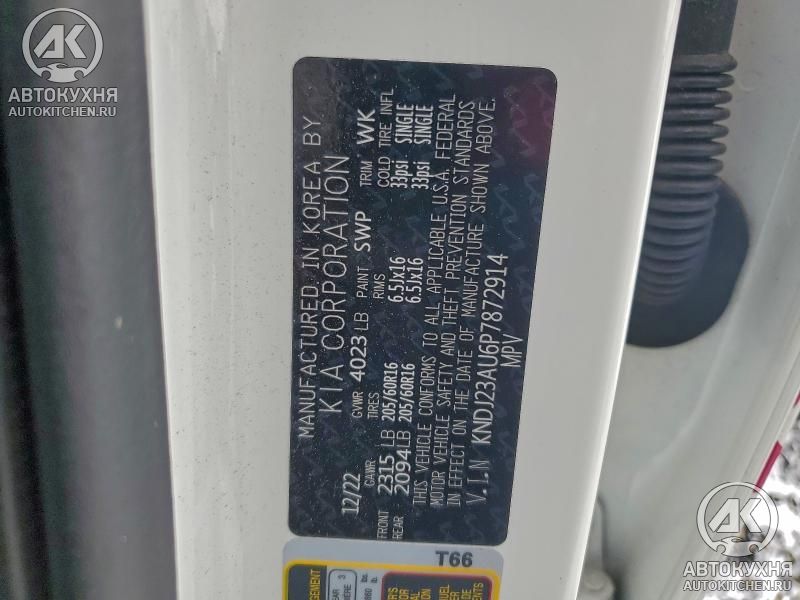 AK
АВТОКУХНЯ
AUTOKITCHEN.RU
MANUFACTURED IN KOREA BY
KIA CORPORATION
12/22 GVWR 4023 LB PAINT SWP TRIM WK
GAWR TIRES RIMS COLD TIRE INFL
FRONT 2315 LB 205/60R16 6.5Jx16 33psi SINGLE
REAR 2094 LB 205/60R16 6.5Jx16 33psi SINGLE
THIS VEHICLE CONFORMS TO ALL APPLICABLE U.S.A. FEDERAL
MOTOR VEHICLE SAFETY AND THEFT PREVENTION STANDARDS
IN EFFECT ON THE DATE OF MANUFACTURE SHOWN ABOVE.
V.I.N KNDJ23AU6P7872914
MPV
T66
AK
АВТОКУХНЯ
AUTOKITCHEN.RU